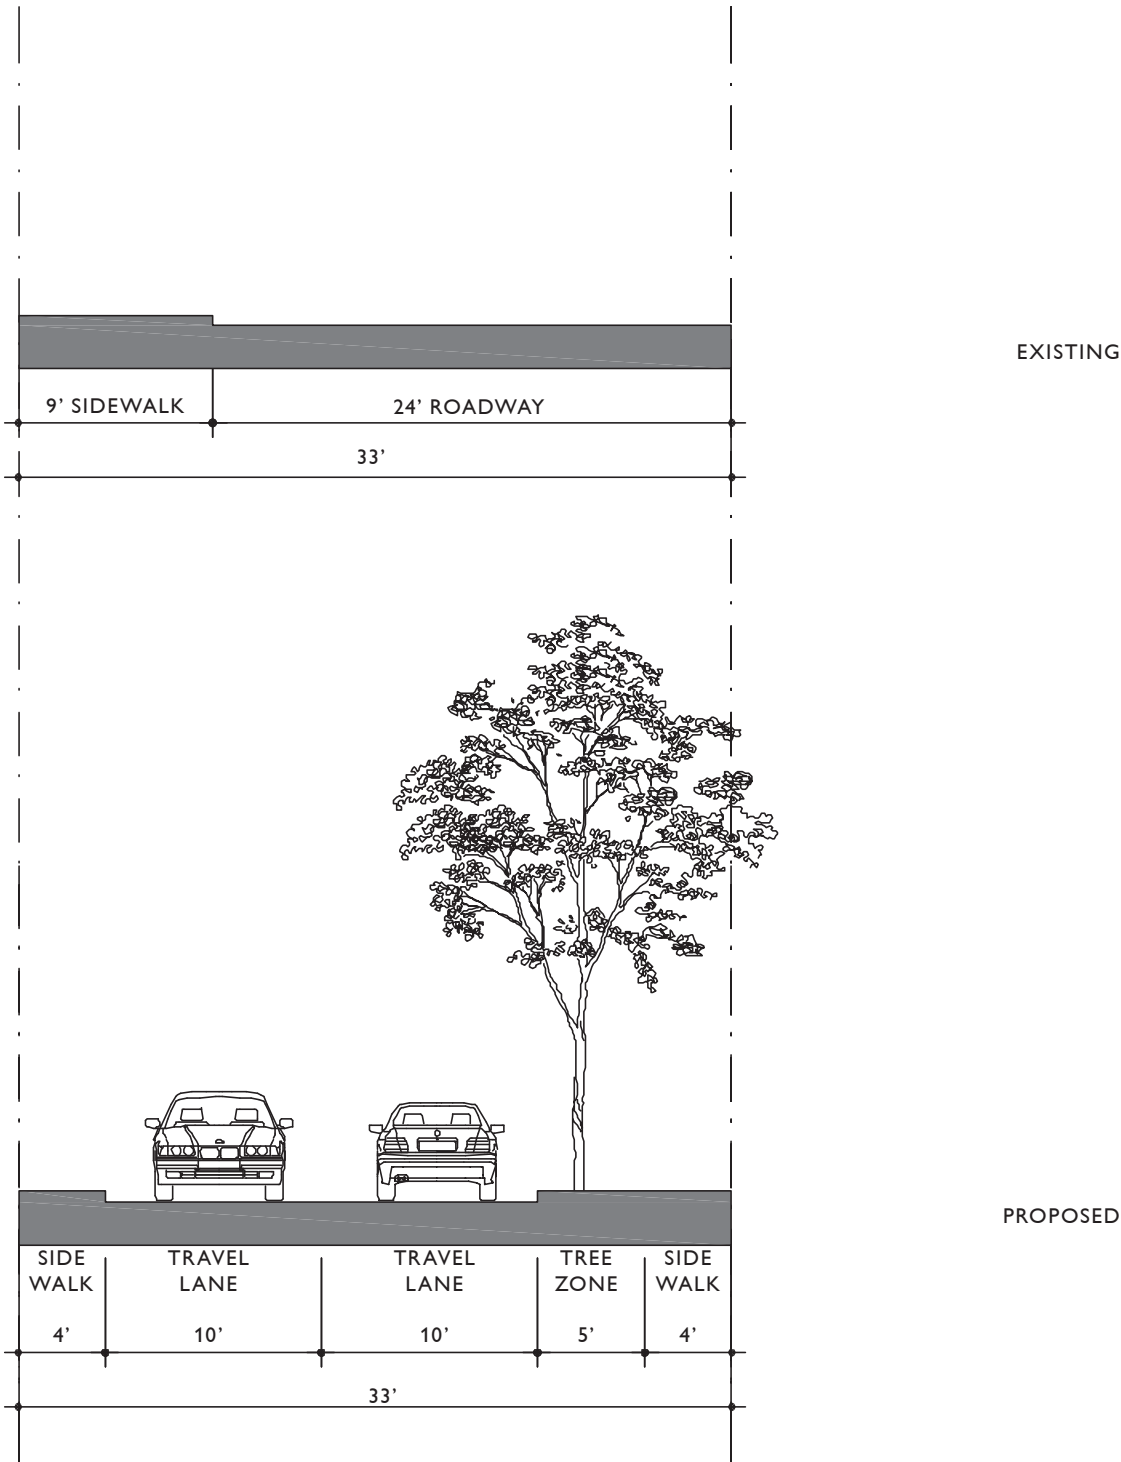 EXISTING
9’ SIDEWALK 24’ ROADWAY
33’
PROPOSED
SIDE TRAVEL TRAVEL TREE SIDE
WALK LANE LANE ZONE WALK
4’ 10’ 10’ 5’ 4’
33’